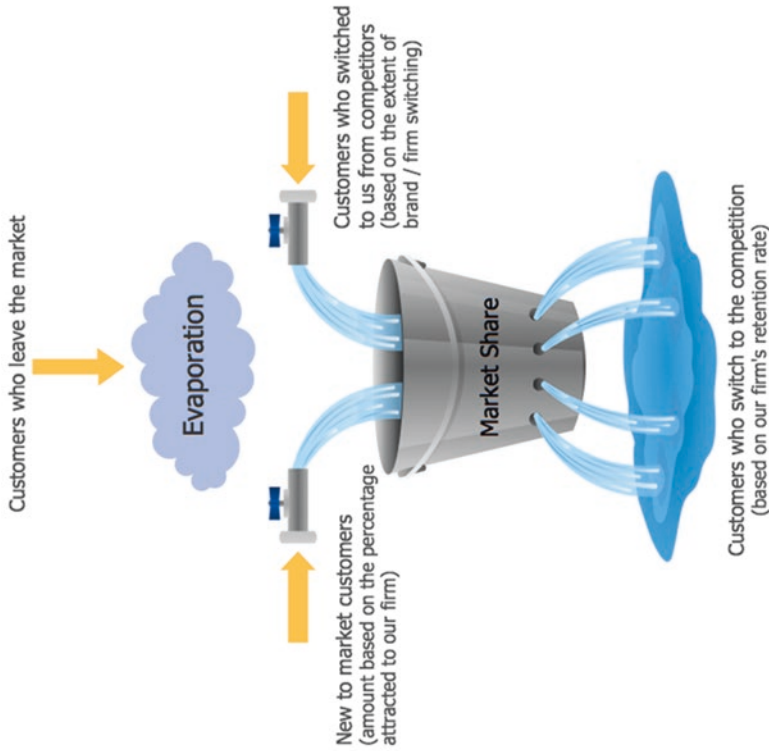 Customers who leave the market
Evaporation
New to market customers
(amount based on the percentage
attracted to our firm)
Customers who switched
to us from competitors
(based on the extent of
brand / firm switching)
Market Share
Customers who switch to the competition
(based on our firm's retention rate)